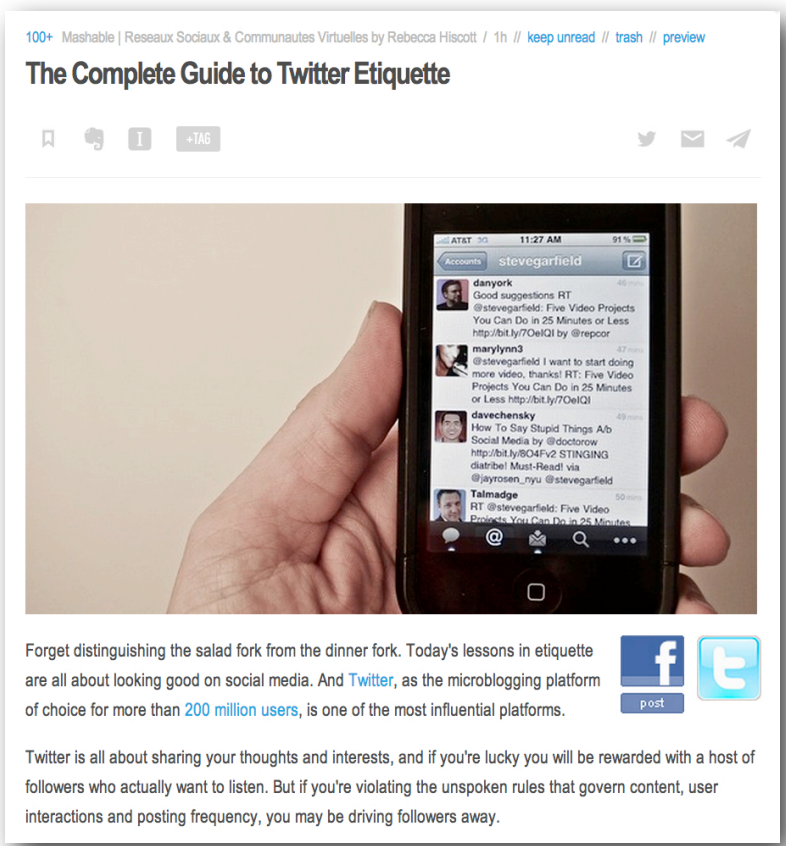 100+ Mashable | Reseaux Sociaux & Communautes Virtuelles by Rebecca Hiscott / 1h // keep unread // trash // preview
The Complete Guide to Twitter Etiquette
+TAG
AT&T 3G 11:27 AM 91%
Accounts stevegarfield
danyork 46 mins
Good suggestions RT
@stevegarfield: Five Video Projects
You Can Do in 25 Minutes or Less
http://bit.ly/7OeIQI by @repcor
marylynn3 47 mins
@stevegarfield I want to start doing
more video, thanks! RT: Five Video
Projects You Can Do in 25 Minutes
or Less http://bit.ly/7OeIQI
davechensky 49 mins
How To Say Stupid Things A/b
Social Media by @doctorow
http://bit.ly/8O4Fv2 STINGING
diatribe! Must-Read! via
@jayrosen_nyu @stevegarfield
Talmadge 50 mins
RT @stevegarfield: Five Video
Projects You Can Do in 25 Minutes
Forget distinguishing the salad fork from the dinner fork. Today's lessons in etiquette
are all about looking good on social media. And Twitter, as the microblogging platform
of choice for more than 200 million users, is one of the most influential platforms.
f
post
t
Twitter is all about sharing your thoughts and interests, and if you're lucky you will be rewarded with a host of
followers who actually want to listen. But if you're violating the unspoken rules that govern content, user
interactions and posting frequency, you may be driving followers away.